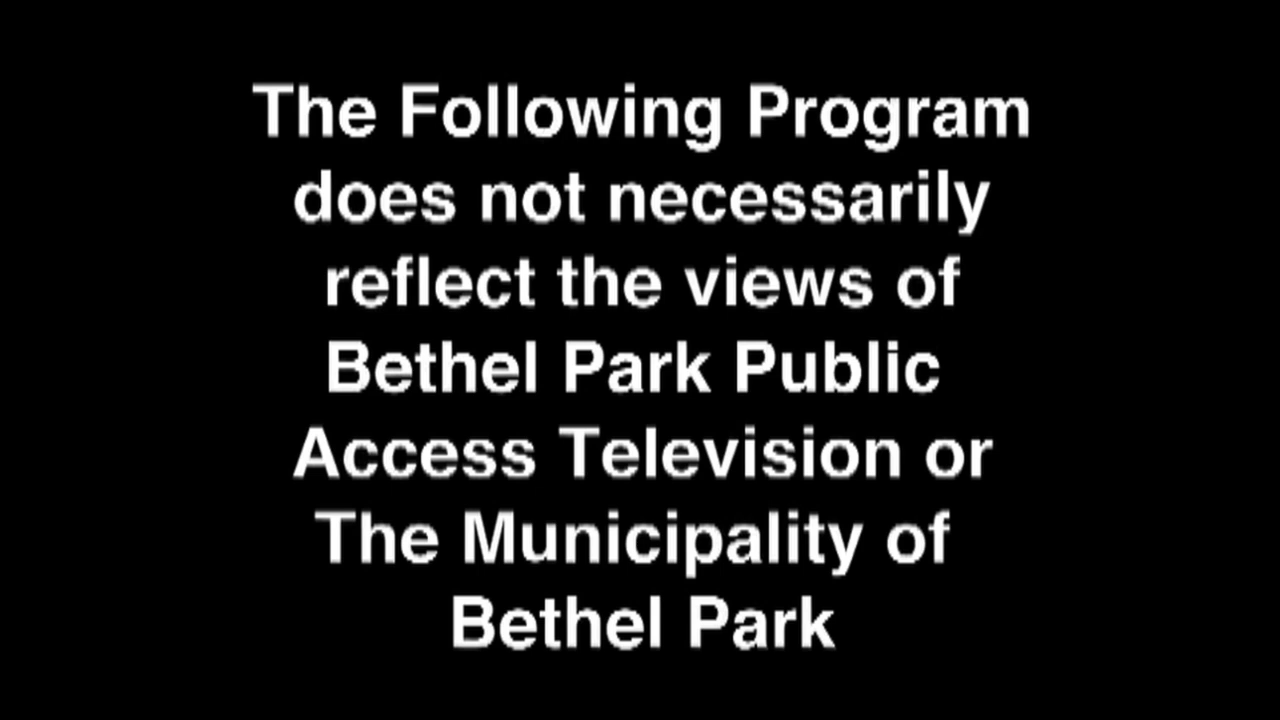 The Following Program
does not necessarily
reflect the views of
Bethel Park Public
Access Television or
The Municipality of
Bethel Park